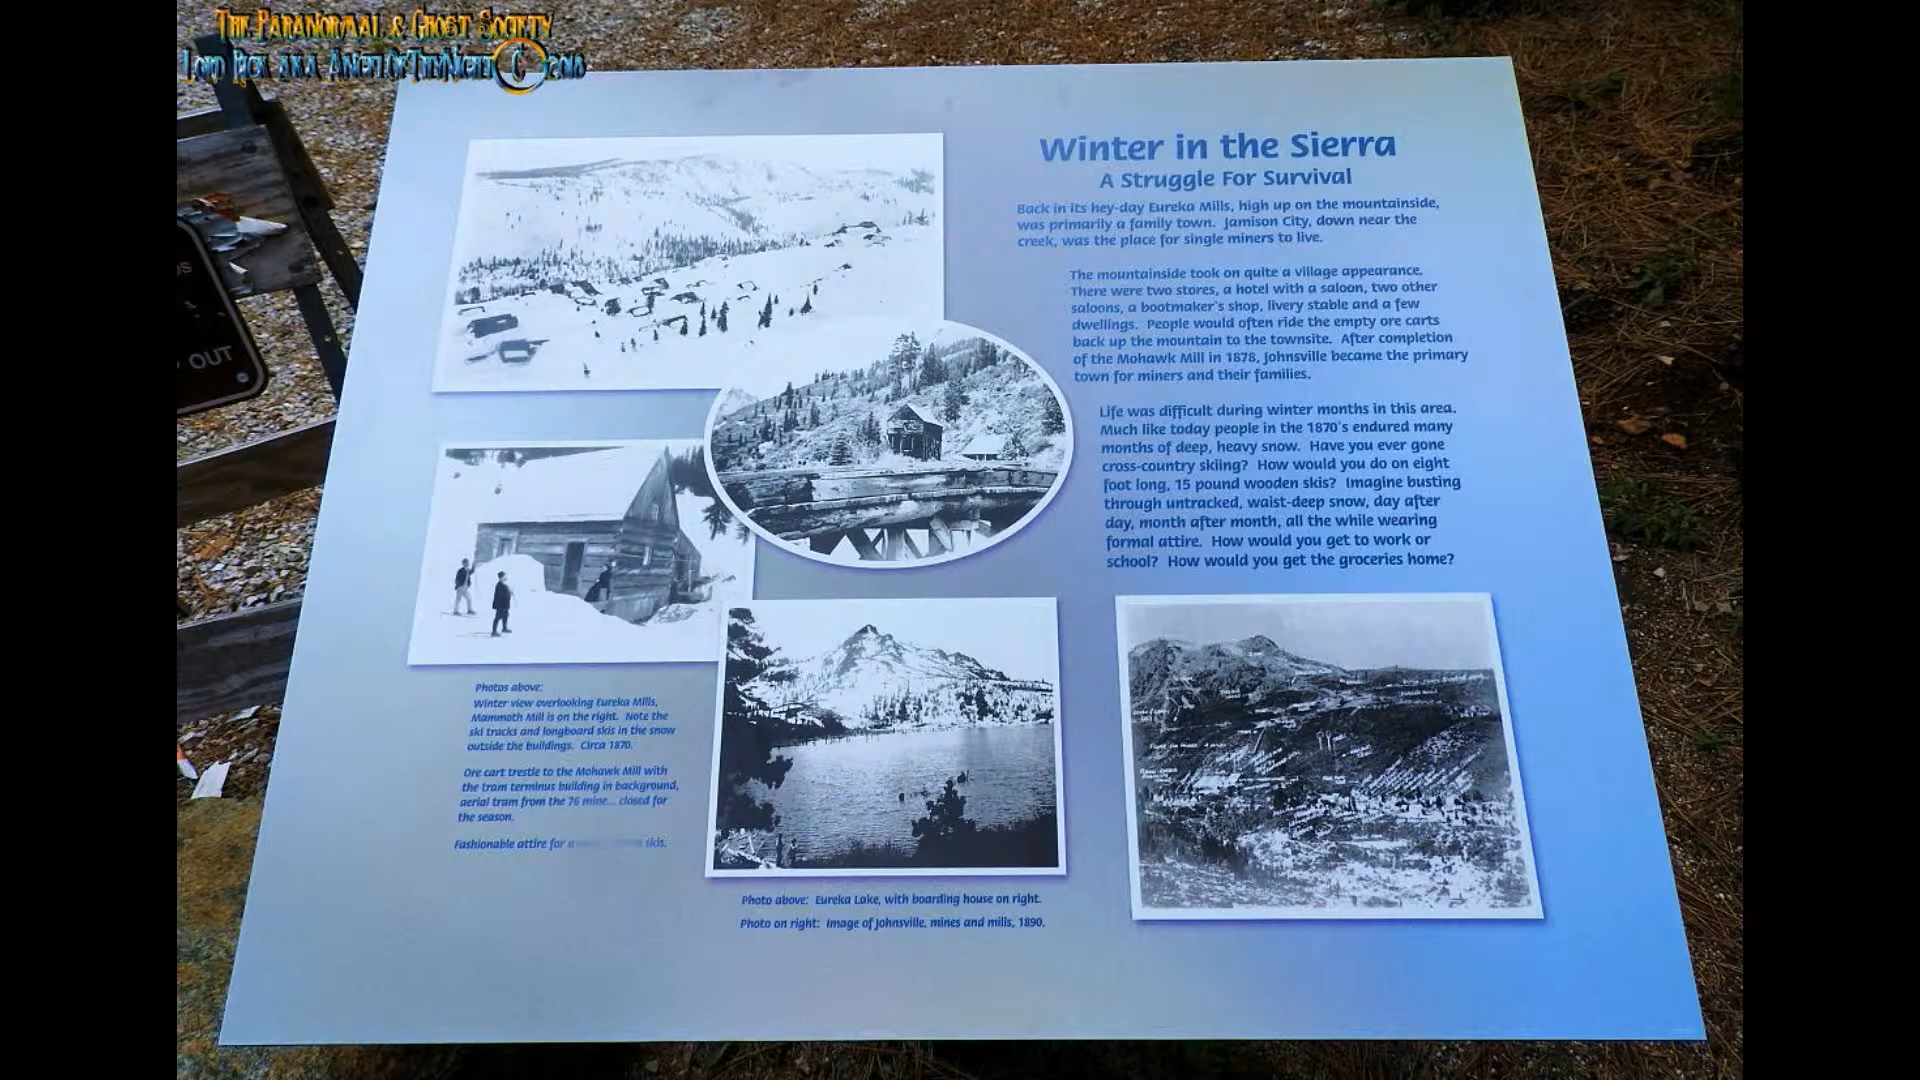 The Paranormal & Ghost Society
Lord Rick AKA AngelOfThyNight © 2018
OUT
Winter in the Sierra
A Struggle For Survival
Back in its hey-day Eureka Mills, high up on the mountainside,
was primarily a family town. Jamison City, down near the
creek, was the place for single miners to live.
The mountainside took on quite a village appearance.
There were two stores, a hotel with a saloon, two other
saloons, a bootmaker's shop, livery stable and a few
dwellings. People would often ride the empty ore carts
back up the mountain to the townsite. After completion
of the Mohawk Mill in 1878, Johnsville became the primary
town for miners and their families.
Life was difficult during winter months in this area.
Much like today people in the 1870's endured many
months of deep, heavy snow. Have you ever gone
cross-country skiing? How would you do on eight
foot long, 15 pound wooden skis? Imagine busting
through untracked, waist-deep snow, day after
day, month after month, all the while wearing
formal attire. How would you get to work or
school? How would you get the groceries home?
Photos above:
Winter view overlooking Eureka Mills,
Mammoth Mill is on the right. Note the
ski tracks and longboard skis in the snow
outside the buildings. Circa 1870.
Ore cart trestle to the Mohawk Mill with
the tram terminus building in background,
aerial tram from the 76 mine... closed for
the season.
Fashionable attire for skis.
Photo above: Eureka Lake, with boarding house on right.
Photo on right: Image of Johnsville, mines and mills, 1890.